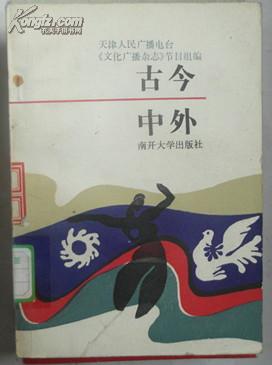 Kongfz.com
孔夫子旧书网
天津人民广播电台
《文化广播杂志》节目组编
古今
中外
南开大学出版社